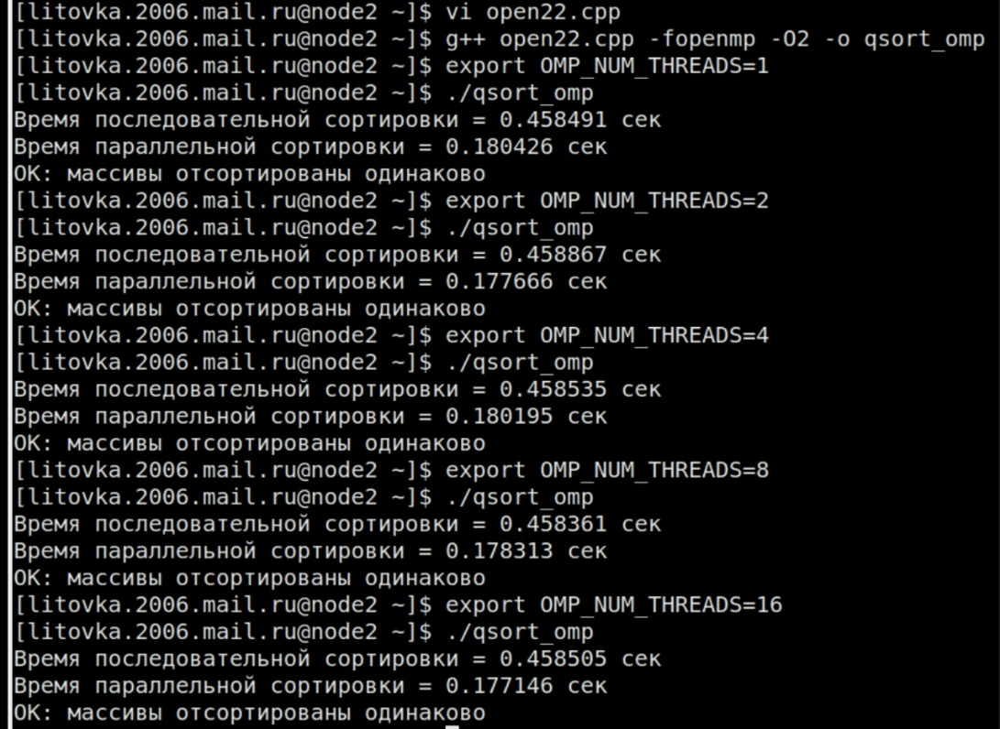 [litovka.2006.mail.ru@node2 ~]$ vi open22.cpp
[litovka.2006.mail.ru@node2 ~]$ g++ open22.cpp -fopenmp -O2 -o qsort_omp
[litovka.2006.mail.ru@node2 ~]$ export OMP_NUM_THREADS=1
[litovka.2006.mail.ru@node2 ~]$ ./qsort_omp
Время последовательной сортировки = 0.458491 сек
Время параллельной сортировки = 0.180426 сек
ОК: массивы отсортированы одинаково
[litovka.2006.mail.ru@node2 ~]$ export OMP_NUM_THREADS=2
[litovka.2006.mail.ru@node2 ~]$ ./qsort_omp
Время последовательной сортировки = 0.458867 сек
Время параллельной сортировки = 0.177666 сек
ОК: массивы отсортированы одинаково
[litovka.2006.mail.ru@node2 ~]$ export OMP_NUM_THREADS=4
[litovka.2006.mail.ru@node2 ~]$ ./qsort_omp
Время последовательной сортировки = 0.458535 сек
Время параллельной сортировки = 0.180195 сек
ОК: массивы отсортированы одинаково
[litovka.2006.mail.ru@node2 ~]$ export OMP_NUM_THREADS=8
[litovka.2006.mail.ru@node2 ~]$ ./qsort_omp
Время последовательной сортировки = 0.458361 сек
Время параллельной сортировки = 0.178313 сек
ОК: массивы отсортированы одинаково
[litovka.2006.mail.ru@node2 ~]$ export OMP_NUM_THREADS=16
[litovka.2006.mail.ru@node2 ~]$ ./qsort_omp
Время последовательной сортировки = 0.458505 сек
Время параллельной сортировки = 0.177146 сек
ОК: массивы отсортированы одинаково